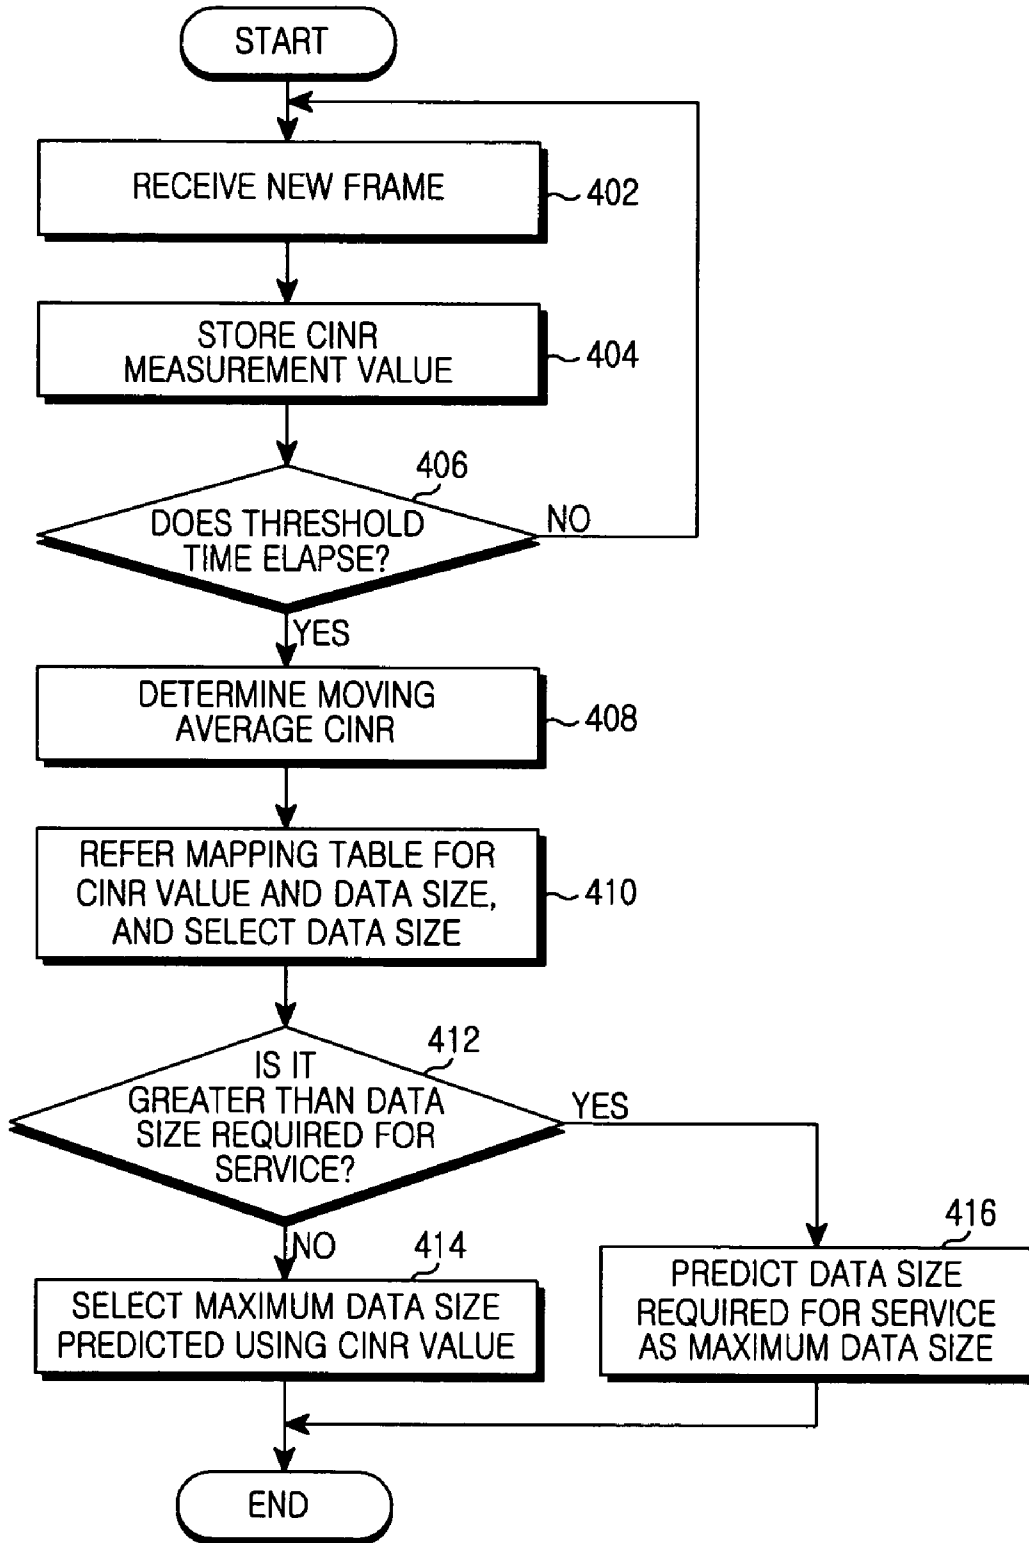 START
RECEIVE NEW FRAME
402
STORE CINR
MEASUREMENT VALUE
404
406
DOES THRESHOLD
TIME ELAPSE?
NO
YES
DETERMINE MOVING
AVERAGE CINR
408
REFER MAPPING TABLE FOR
CINR VALUE AND DATA SIZE,
AND SELECT DATA SIZE
410
412
IS IT
GREATER THAN DATA
SIZE REQUIRED FOR
SERVICE?
YES
NO
414
SELECT MAXIMUM DATA SIZE
PREDICTED USING CINR VALUE
416
PREDICT DATA SIZE
REQUIRED FOR SERVICE
AS MAXIMUM DATA SIZE
END